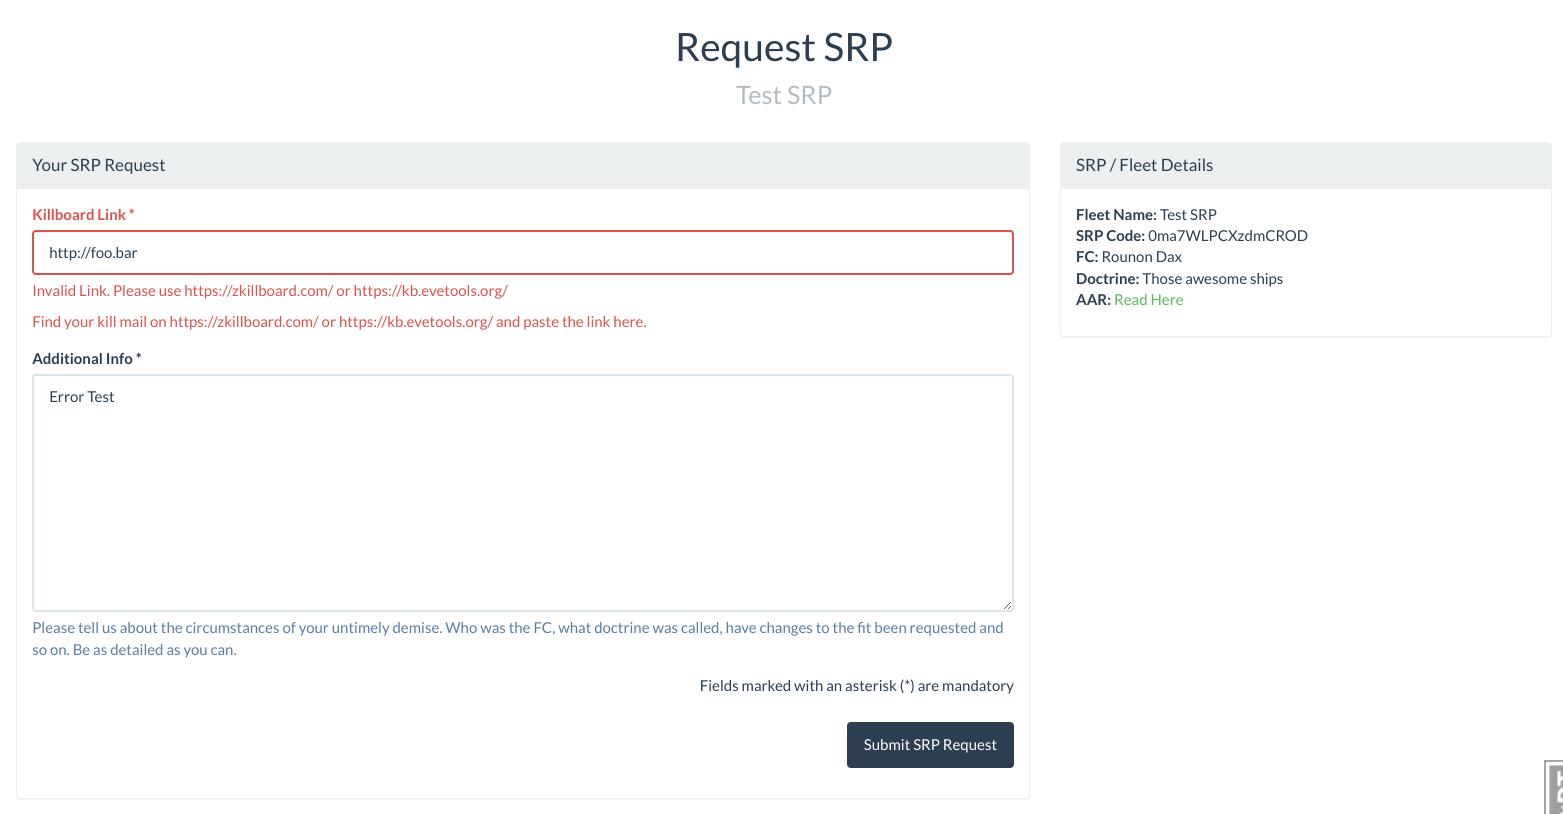 Request SRP
Test SRP
Your SRP Request
Killboard Link *
http://foo.bar
Invalid Link. Please use https://zkillboard.com/ or https://kb.evetools.org/
Find your kill mail on https://zkillboard.com/ or https://kb.evetools.org/ and paste the link here.
Additional Info *
Error Test
Please tell us about the circumstances of your untimely demise. Who was the FC, what doctrine was called, have changes to the fit been requested and
so on. Be as detailed as you can.
Fields marked with an asterisk (*) are mandatory
Submit SRP Request
SRP / Fleet Details
Fleet Name: Test SRP
SRP Code: 0ma7WLPCXzdmCROD
FC: Rounon Dax
Doctrine: Those awesome ships
AAR: Read Here